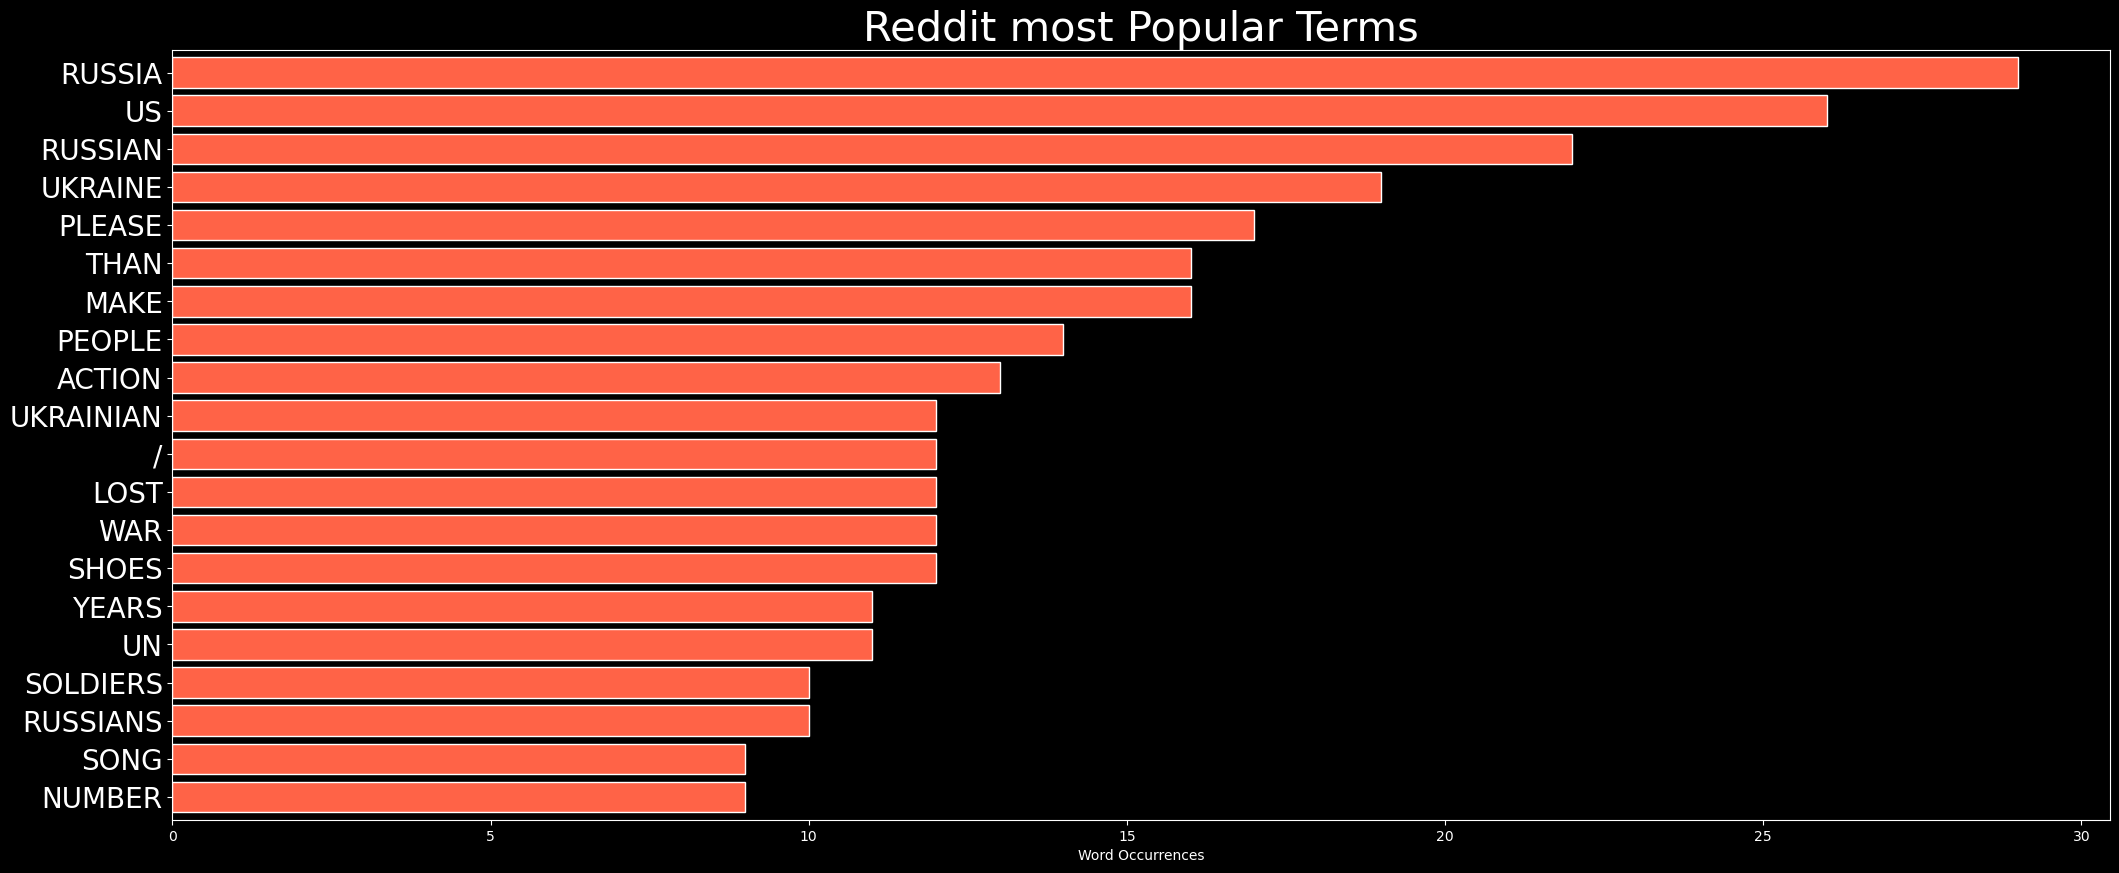 Reddit most Popular Terms
RUSSIA
US
RUSSIAN
UKRAINE
PLEASE
THAN
MAKE
PEOPLE
ACTION
UKRAINIAN
/
LOST
WAR
SHOES
YEARS
UN
SOLDIERS
RUSSIANS
SONG
NUMBER
0 5 10 15 20 25 30
Word Occurrences